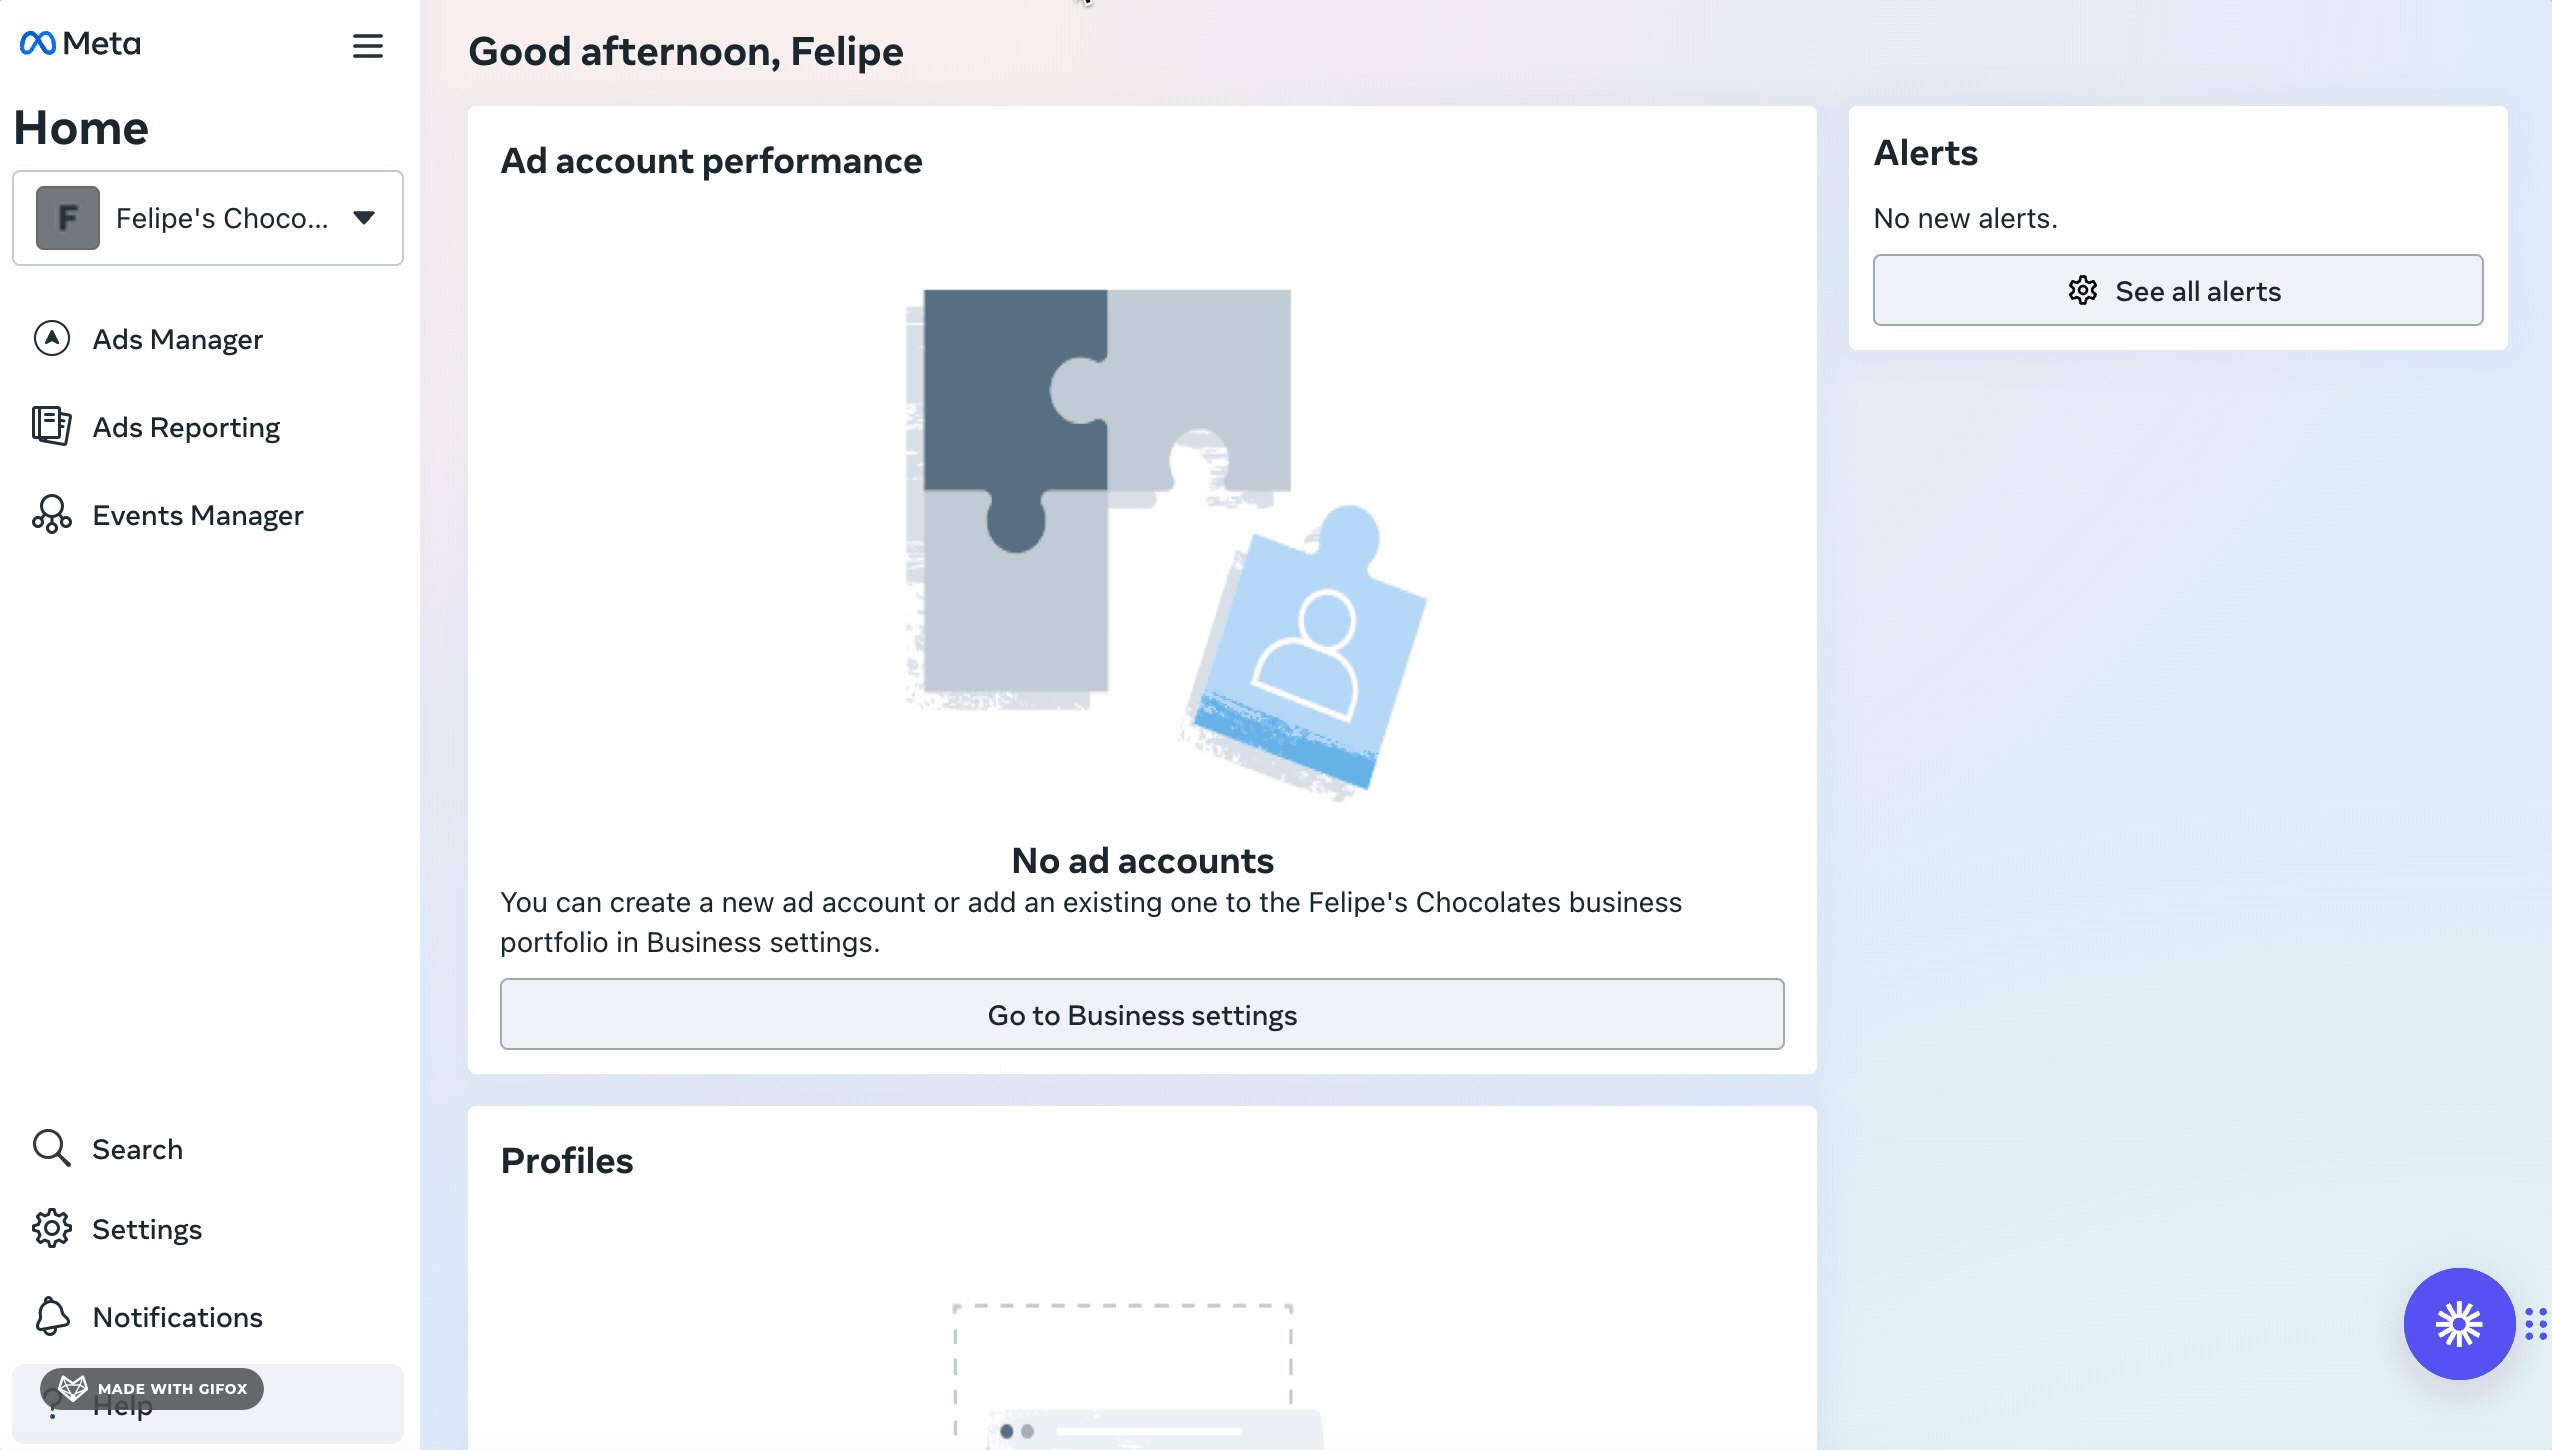 Meta
Home
F
Felipe's Choco...
Ads Manager
Ads Reporting
Events Manager
Search
Settings
Notifications
MADE WITH GIFOX
Help
Good afternoon, Felipe
Ad account performance
No ad accounts
You can create a new ad account or add an existing one to the Felipe's Chocolates business
portfolio in Business settings.
Go to Business settings
Profiles
Alerts
No new alerts.
See all alerts